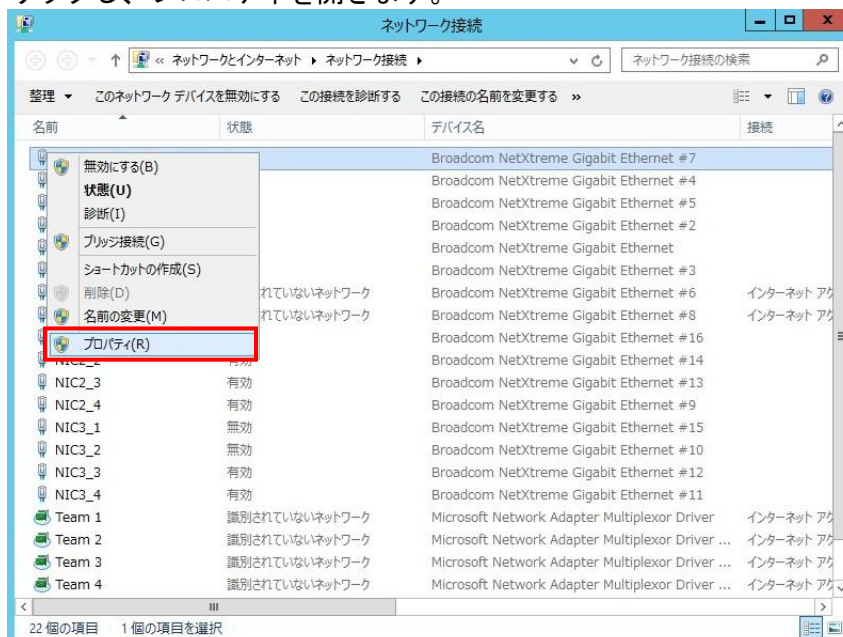 ネットワーク接続
« ネットワークとインターネット ▸ ネットワーク接続 ▸ ネットワーク接続の検索
整理 ▼ このネットワーク デバイスを無効にする この接続を診断する この接続の名前を変更する »
名前 状態 デバイス名 接続
Broadcom NetXtreme Gigabit Ethernet #7
無効にする(B)
Broadcom NetXtreme Gigabit Ethernet #4
状態(U)
Broadcom NetXtreme Gigabit Ethernet #5
診断(I)
Broadcom NetXtreme Gigabit Ethernet #2
ブリッジ接続(G)
Broadcom NetXtreme Gigabit Ethernet
ショートカットの作成(S)
Broadcom NetXtreme Gigabit Ethernet #3
削除(D) れていないネットワーク Broadcom NetXtreme Gigabit Ethernet #6 インターネット アク
名前の変更(M) れていないネットワーク Broadcom NetXtreme Gigabit Ethernet #8 インターネット アク
プロパティ(R)
Broadcom NetXtreme Gigabit Ethernet #16
NIC2_2 有効 Broadcom NetXtreme Gigabit Ethernet #14
NIC2_3 有効 Broadcom NetXtreme Gigabit Ethernet #13
NIC2_4 有効 Broadcom NetXtreme Gigabit Ethernet #9
NIC3_1 無効 Broadcom NetXtreme Gigabit Ethernet #15
NIC3_2 無効 Broadcom NetXtreme Gigabit Ethernet #10
NIC3_3 有効 Broadcom NetXtreme Gigabit Ethernet #12
NIC3_4 有効 Broadcom NetXtreme Gigabit Ethernet #11
Team 1 識別されていないネットワーク Microsoft Network Adapter Multiplexor Driver インターネット アク
Team 2 識別されていないネットワーク Microsoft Network Adapter Multiplexor Driver ... インターネット アク
Team 3 識別されていないネットワーク Microsoft Network Adapter Multiplexor Driver ... インターネット アク
Team 4 識別されていないネットワーク Microsoft Network Adapter Multiplexor Driver ... インターネット アク
22 個の項目 1 個の項目を選択